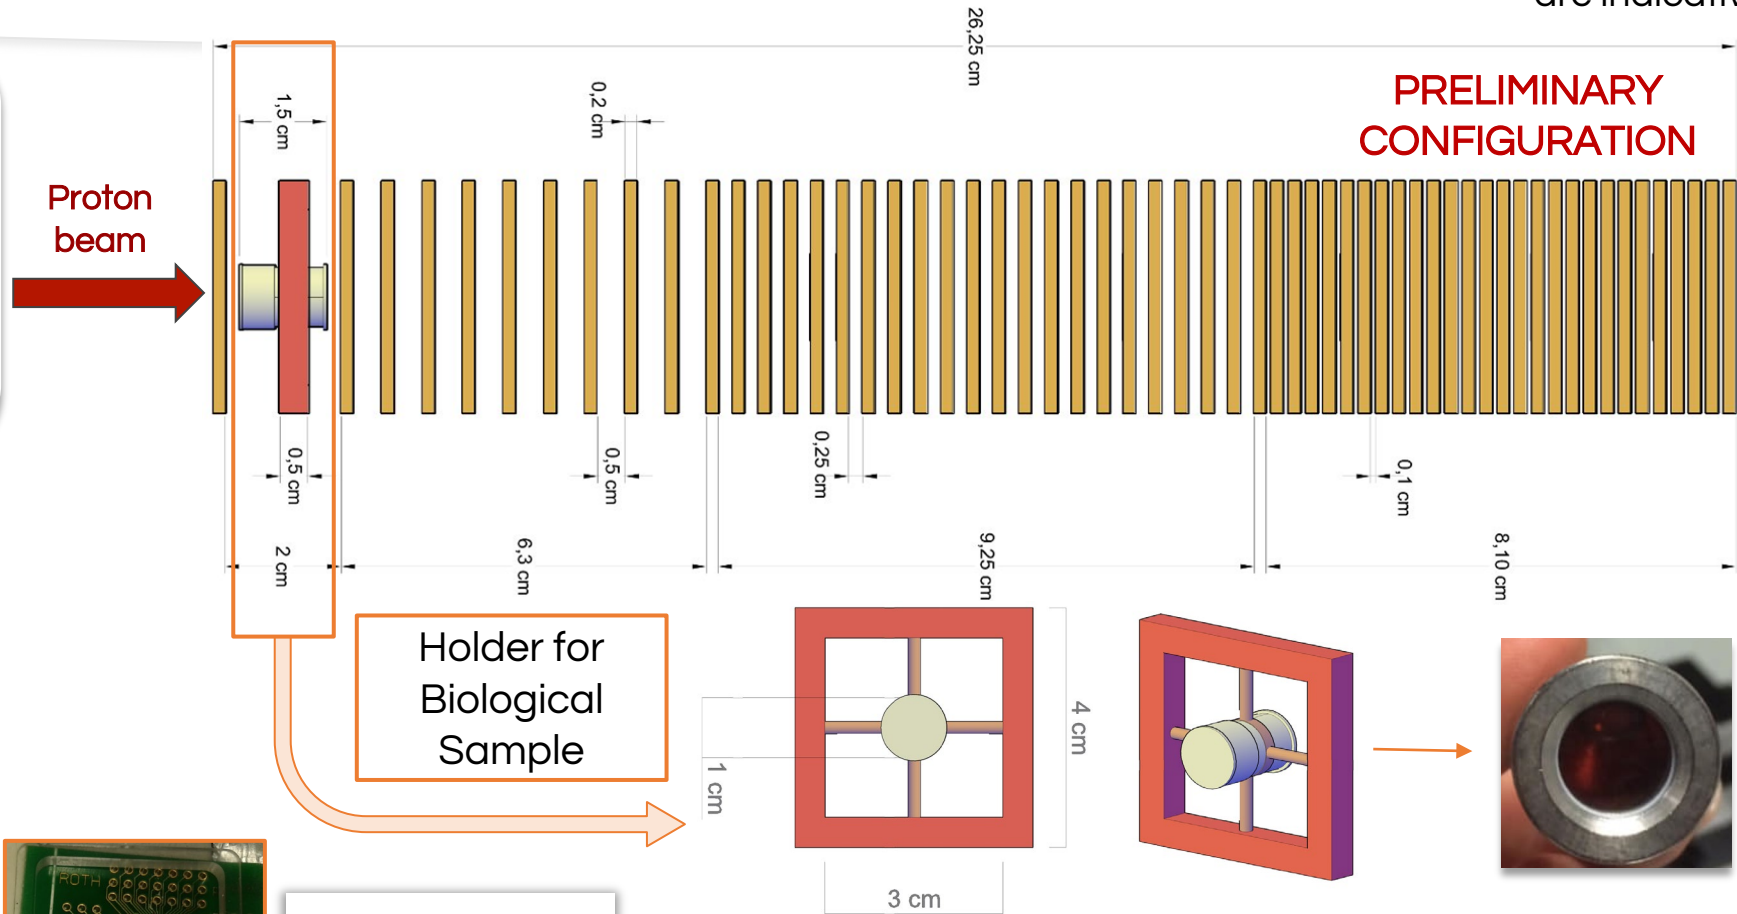 26,25 cm
PRELIMINARY
CONFIGURATION
1,5 cm
0,2 cm
Proton
beam
0,5 cm
0,5 cm
0,25 cm
0,1 cm
2 cm
6,3 cm
9,25 cm
8,10 cm
Holder for
Biological
Sample
1 cm
4 cm
3 cm
ROTH